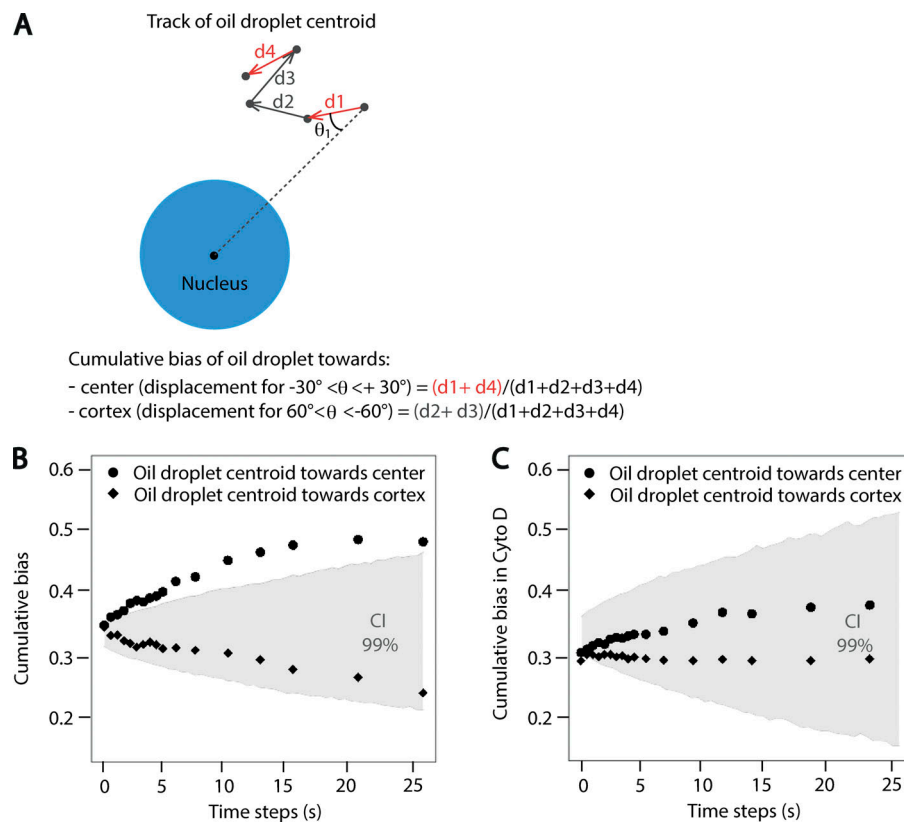 A
Track of oil droplet centroid
d4
d3
d2
d1
θ1
Nucleus
Cumulative bias of oil droplet towards:
- center (displacement for -30° <θ <+ 30°) = (d1+ d4)/(d1+d2+d3+d4)
- cortex (displacement for 60°<θ <-60°) = (d2+ d3)/(d1+d2+d3+d4)
B
Oil droplet centroid towards center
Oil droplet centroid towards cortex
Cumulative bias
0.6
0.5
0.4
0.3
0.2
CI
99%
0 5 10 15 20 25
Time steps (s)
C
Oil droplet centroid towards center
Oil droplet centroid towards cortex
Cumulative bias in Cyto D
0.6
0.5
0.4
0.3
0.2
CI
99%
0 5 10 15 20 25
Time steps (s)